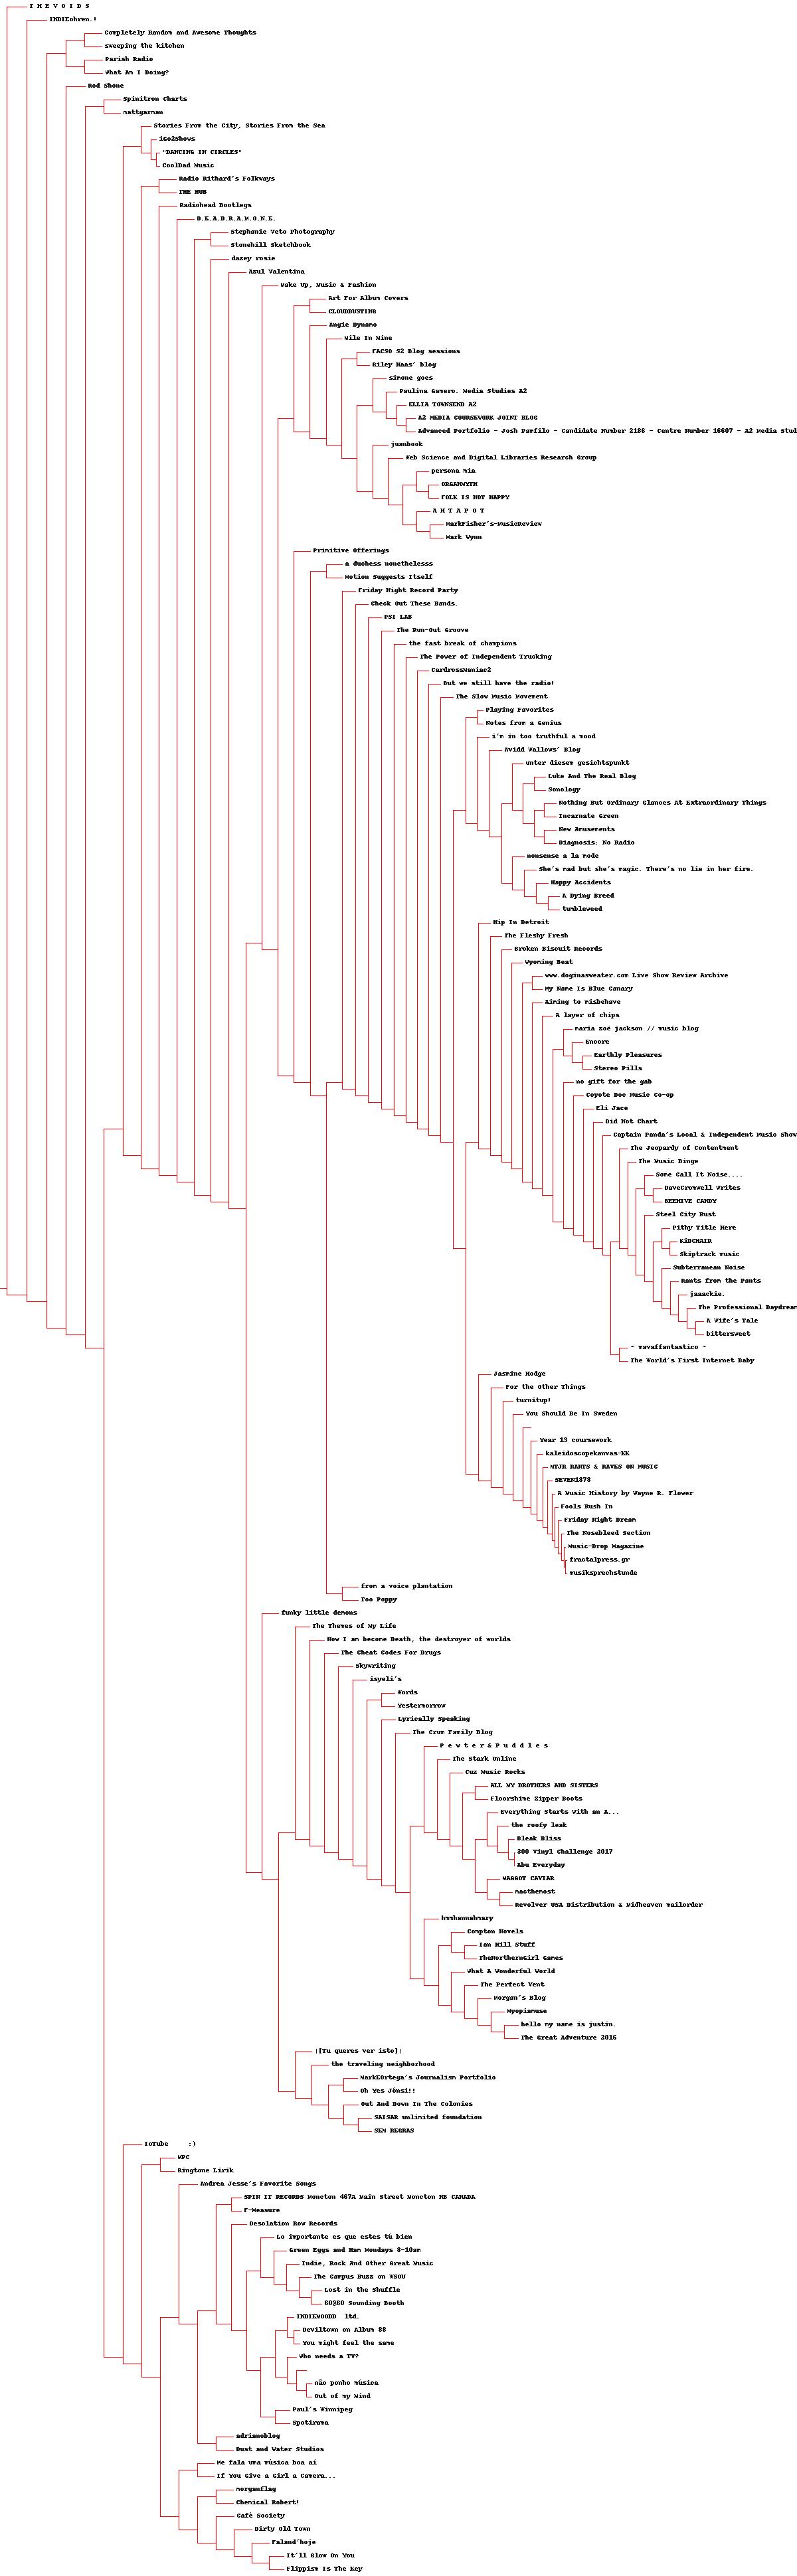 T H E V O I D S
INDIEohren.!
Completely Random and Awesome Thoughts
sweeping the kitchen
Parish Radio
What Am I Doing?
Rod Shone
Spinitron Charts
mattgarman
Stories From the City, Stories From the Sea
iGo2Shows
"DANCING IN CIRCLES"
CoolDad Music
Radio Rithard's Folkways
THE HUB
Radiohead Bootlegs
D.E.A.D.R.A.M.O.N.E.
Stephanie Veto Photography
Stonehill Sketchbook
dazey rosie
Azul Valentina
Wake Up, Music & Fashion
Art For Album Covers
CLOUDBUSTING
Angie Dynamo
Mile In Mine
FACSO S2 Blog sessions
Riley Haas' blog
simone goes
Paulina Gamero. Media Studies A2
ELLIA TOWNSEND A2
A2 MEDIA COURSEWORK JOINT BLOG
Advanced Portfolio - Josh Pamfilo - Candidate Number 2186 - Centre Number 16607 - A2 Media Stud
juanbook
Web Science and Digital Libraries Research Group
persona mia
ORGANMYTH
FOLK IS NOT HAPPY
A H T A P O T
MarkFisher's-MusicReview
Mark Wynn
Primitive Offerings
a duchess nonethelesss
Motion Suggests Itself
Friday Night Record Party
Check Out These Bands.
PSI LAB
The Run-Out Groove
the fast break of champions
The Power of Independent Trucking
CardrossManiac2
But we still have the radio!
The Slow Music Movement
Playing Favorites
Notes from a Genius
i'm in too truthful a mood
Avidd Wallows' Blog
unter diesem gesichtspunkt
Luke And The Real Blog
Sonology
Nothing But Ordinary Glances At Extraordinary Things
Incarnate Green
New Amusements
Diagnosis: No Radio
nonsense a la mode
She's mad but she's magic. There's no lie in her fire.
Happy Accidents
A Dying Breed
tumbleweed
Hip In Detroit
The Fleshy Fresh
Broken Biscuit Records
Wyoming Beat
www.doginasweater.com Live Show Review Archive
My Name Is Blue Canary
Aiming to misbehave
A layer of chips
maria zoë jackson // music blog
Encore
Earthly Pleasures
Stereo Pills
no gift for the gab
Coyote Doc Music Co-op
Eli Jace
Did Not Chart
Captain Panda's Local & Independent Music Show
The Jeopardy of Contentment
The Music Binge
Some Call It Noise....
DaveCromwell Writes
BEEHIVE CANDY
Steel City Rust
Pithy Title Here
KiDCHAIR
Skiptrack music
Subterranean Noise
Rants from the Pants
jaaackie.
The Professional Daydream
A Wife's Tale
bittersweet
~ mavaffantastico ~
The World's First Internet Baby
Jasmine Hodge
For the Other Things
turnitup!
You Should Be In Sweden
Year 13 coursework
kaleidoscopekanvas-KK
MTJR RANTS & RAVES ON MUSIC
SEVEN1878
A Music History by Wayne R. Flower
Fools Rush In
Friday Night Dream
The Nosebleed Section
Music-Drop Magazine
fractalpress.gr
musiksprechstunde
from a voice plantation
Too Poppy
funky little demons
The Themes of My Life
Now I am become Death, the destroyer of worlds
The Cheat Codes For Drugs
Skywriting
isyeli's
Words
Yestermorrow
Lyrically Speaking
The Crum Family Blog
P e w t e r & P u d d l e s
The Stark Online
Cuz Music Rocks
ALL MY BROTHERS AND SISTERS
Floorshime Zipper Boots
Everything Starts With an A...
the roofy leak
Bleak Bliss
300 Vinyl Challenge 2017
Abu Everyday
MAGGOT CAVIAR
macthemost
Revolver USA Distribution & Midheaven mailorder
hmmhannahmary
Compton Novels
Ian Hill Stuff
TheNorthernGirl Games
What A Wonderful World
The Perfect Vent
Morgan's Blog
Myopiamuse
hello my name is justin.
The Great Adventure 2016
|[Tu queres ver isto]|
the traveling neighborhood
MarkEOrtega's Journalism Portfolio
Oh Yes Jónsi!!
Out And Down In The Colonies
SAISAR unlimited foundation
SEM REGRAS
IoTube    :)
MPC
Ringtone Lirik
Andrea Jesse's Favorite Songs
SPIN IT RECORDS Moncton 467A Main Street Moncton NB CANADA
F-Measure
Desolation Row Records
Lo importante es que estes tú bien
Green Eggs and Ham Mondays 8-10am
Indie, Rock And Other Great Music
The Campus Buzz on WSOU
Lost in the Shuffle
60@60 Sounding Booth
INDIEWOODD  ltd.
Deviltown on Album 88
You might feel the same
Who needs a TV?
não ponho música
Out of my Mind
Paul's Winnipeg
Spotirama
adrianoblog
Dust and Water Studios
Me fala uma música boa aí
If You Give a Girl a Camera...
morganflag
Chemical Robert!
Café Society
Dirty Old Town
Faland'hoje
It'll Glow On You
Flippism Is The Key